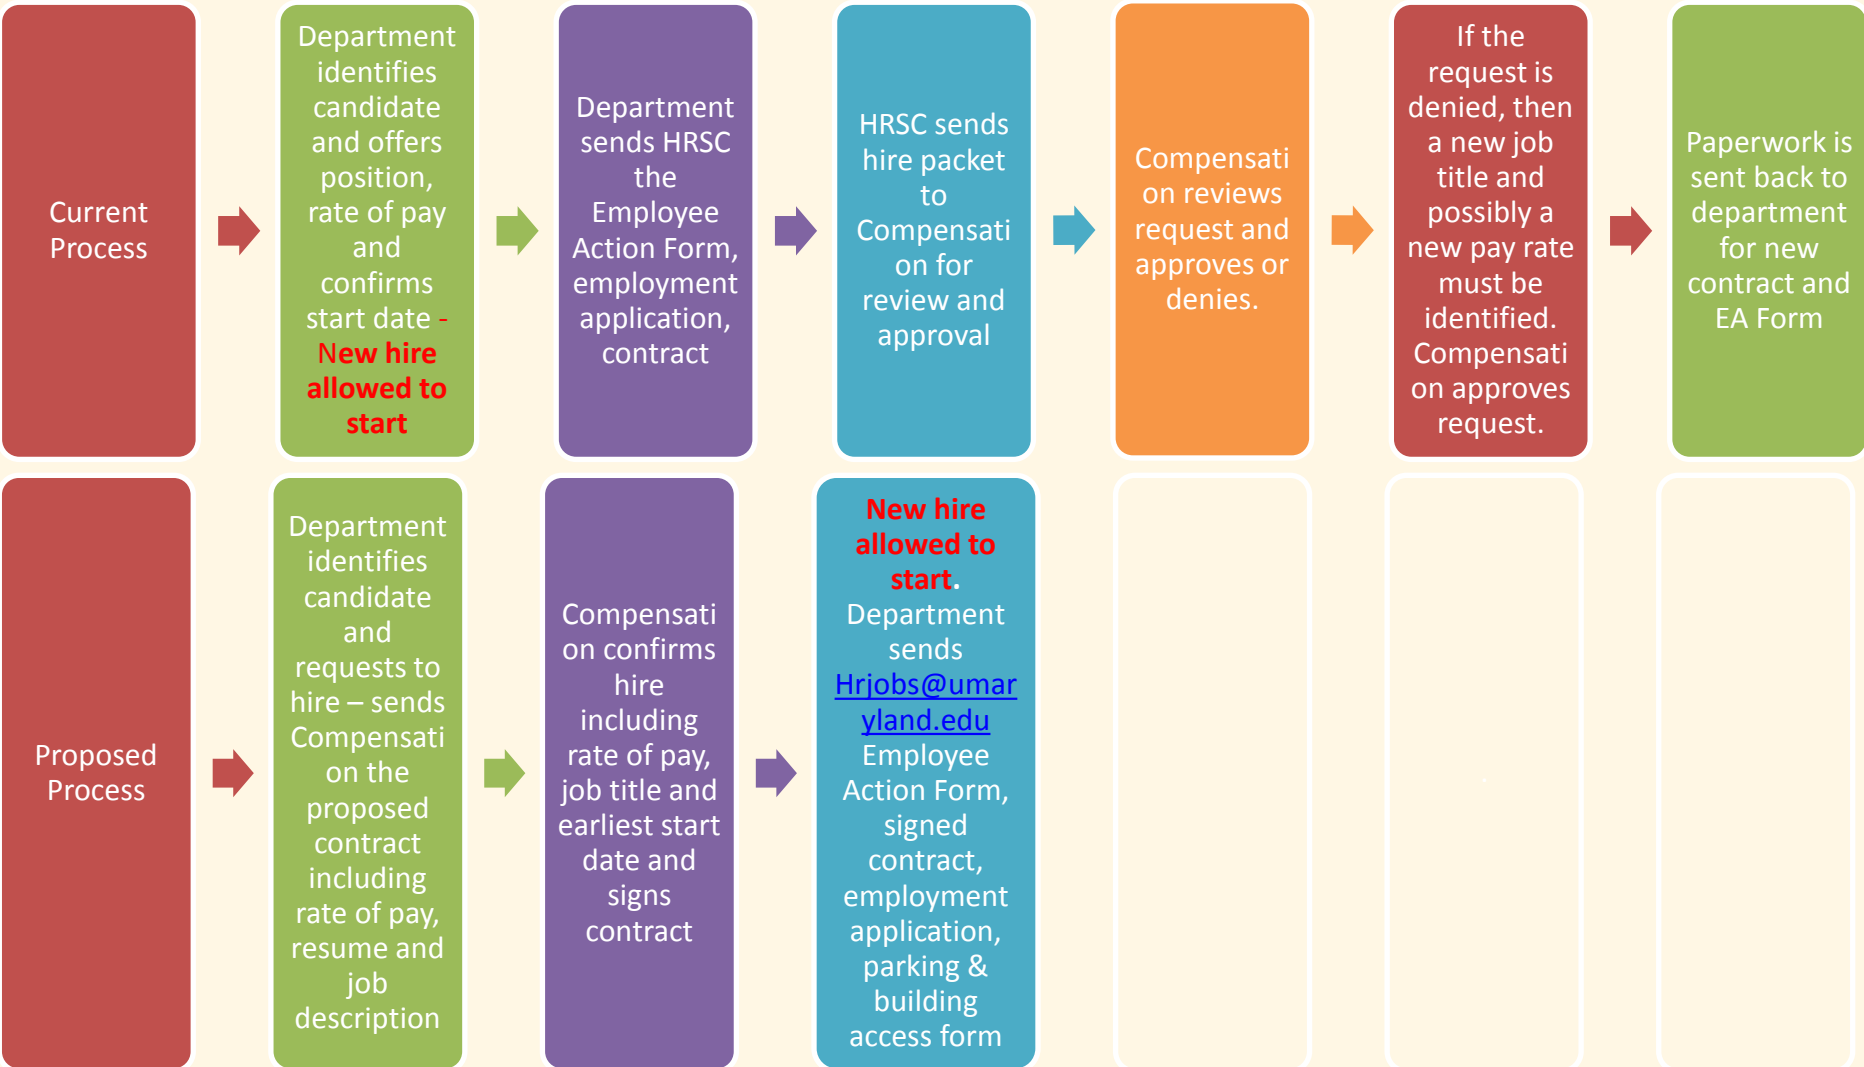 Current
Process
Department
identifies
candidate
and offers
position,
rate of pay
and
confirms
start date -
New hire
allowed to
start
Department
sends HRSC
the
Employee
Action Form,
employment
application,
contract
HRSC sends
hire packet
to
Compensati
on for
review and
approval
Compensati
on reviews
request and
approves or
denies.
If the
request is
denied, then
a new job
title and
possibly a
new pay rate
must be
identified.
Compensati
on approves
request.
Paperwork is
sent back to
department
for new
contract and
EA Form
Proposed
Process
Department
identifies
candidate
and
requests to
hire – sends
Compensati
on the
proposed
contract
including
rate of pay,
resume and
job
description
Compensati
on confirms
hire
including
rate of pay,
job title and
earliest start
date and
signs
contract
New hire
allowed to
start.
Department
sends
Hrjobs@umar
yland.edu
Employee
Action Form,
signed
contract,
employment
application,
parking &
building
access form